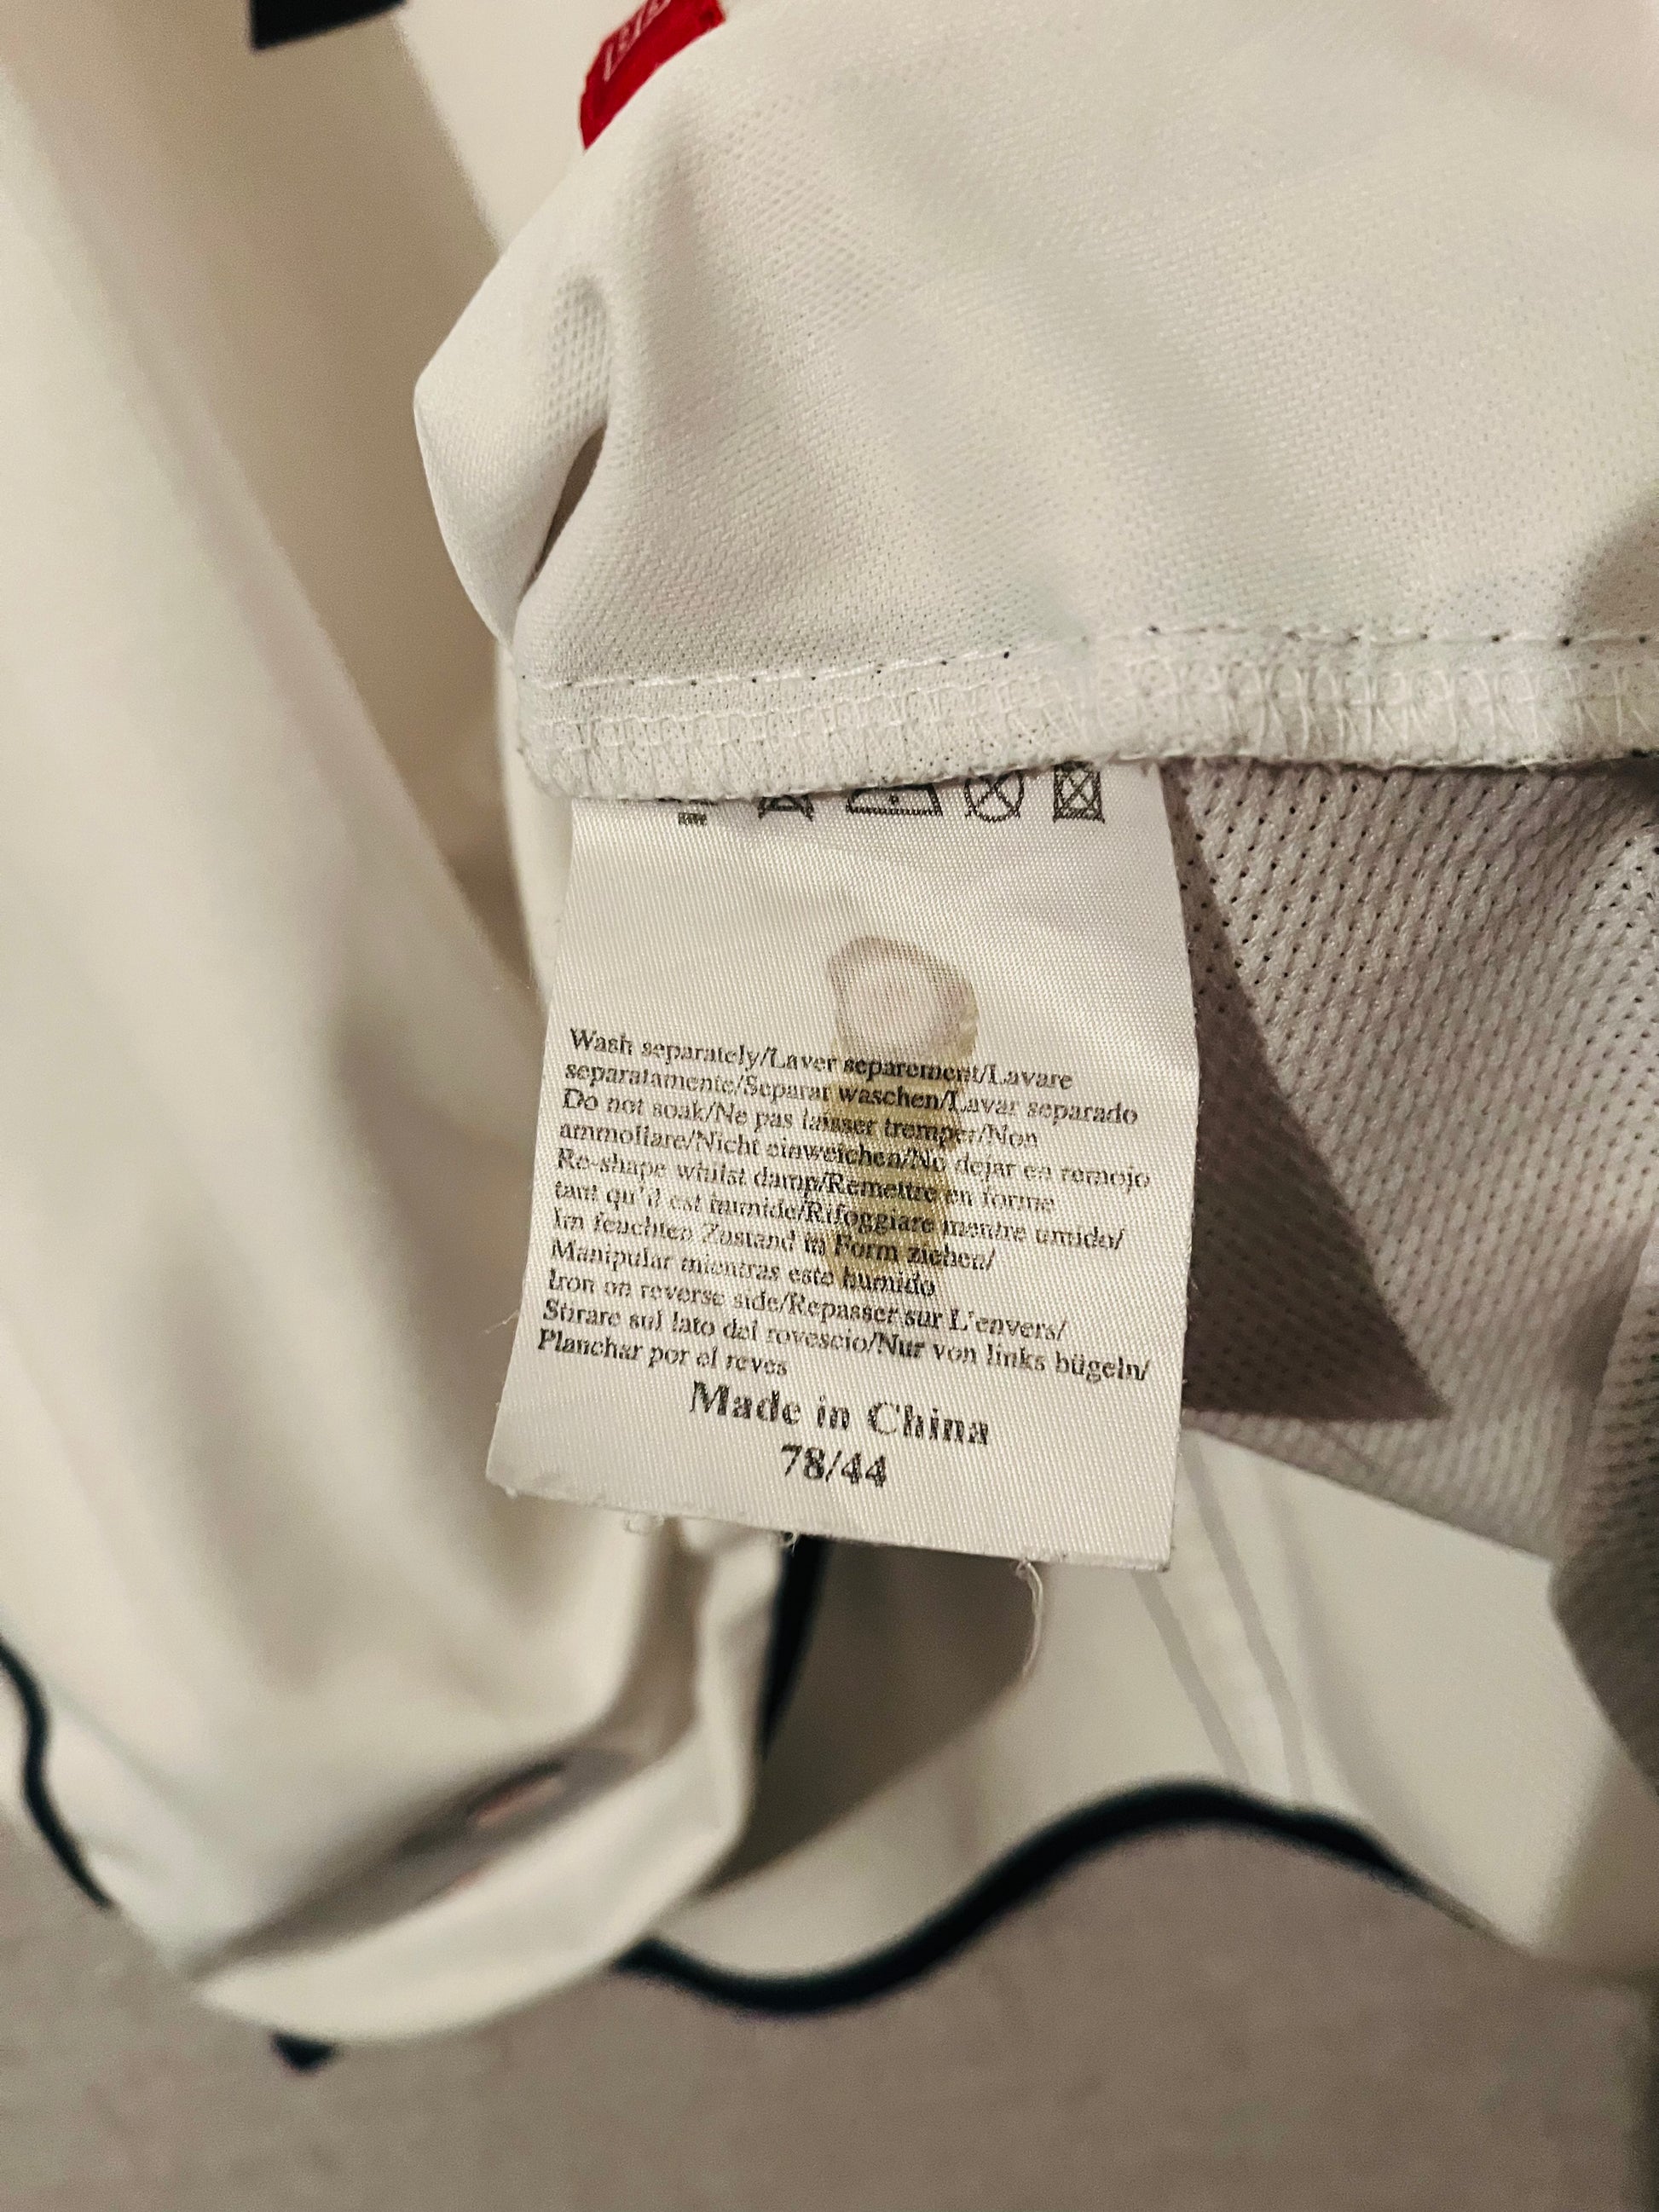 Wash separately/Laver separement/Lavare
separatamente/Separat waschen/Lavar separado
Do not soak/Ne pas laisser tremper/Non
ammollare/Nicht einweichen/No dejar en remojo
Re-shape whilst damp/Remettre en forme
tant qu'il est humide/Rifoggiare mentre umido/
Im feuchten Zustand in Form ziehen/
Manipular mientras este humido
Iron on reverse side/Repasser sur L'envers/
Stirare sul lato del rovescio/Nur von links bügeln/
Planchar por el reves
Made in China
78/44